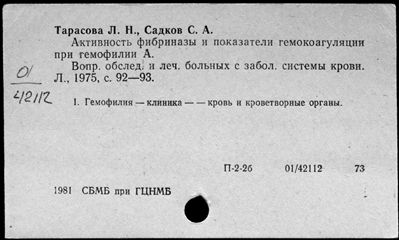 Тарасова Л. Н., Садков С. А.
Активность фибриназы и показатели гемокоагуляции
при гемофилии А.
Вопр. обслед. и леч. больных с забол. системы крови.
Л., 1975, с. 92—93.
01
42112
1. Гемофилия — клиника — — кровь и кроветворные органы.
П-2-26 01/42112 73
1981 СБМБ при ГЦНМБ